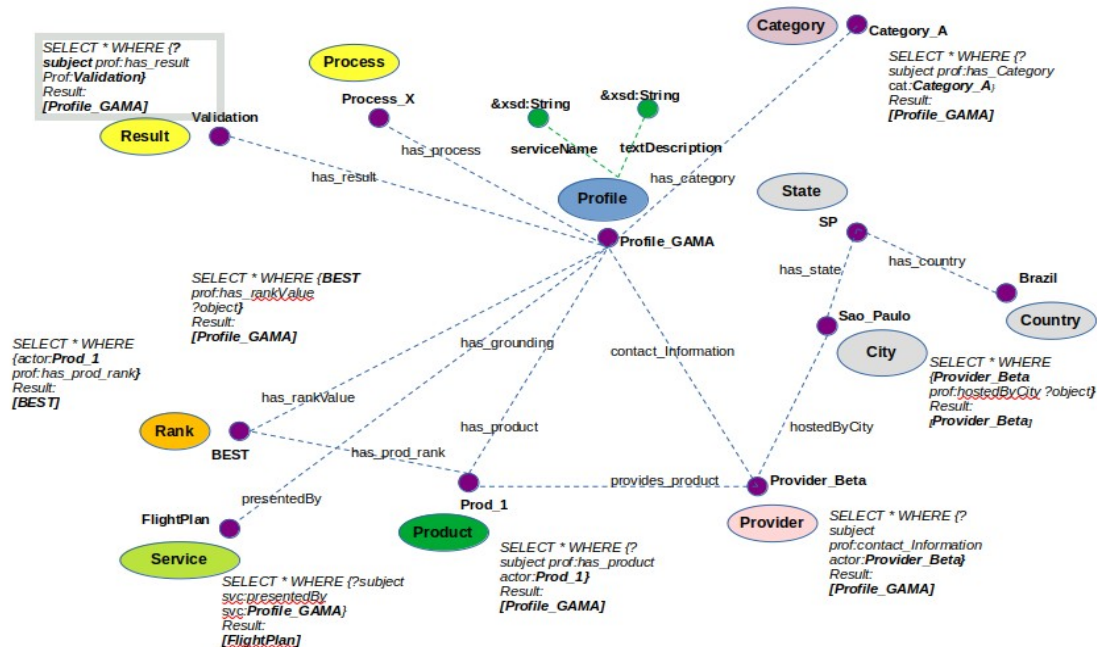 SELECT * WHERE {?
subject prof:has_result
Prof:Validation}
Result:
[Profile_GAMA]
Result
Validation
Process
Process_X
&xsd:String
&xsd:String
serviceName
textDescription
Category
Category_A
SELECT * WHERE {?
subject prof:has_Category
cat:Category_A}
Result:
[Profile_GAMA]
has_process
has_result
has_category
Profile
Profile_GAMA
State
SP
has_state
has_country
Brazil
Country
Sao_Paulo
City
SELECT * WHERE
{Provider_Beta
prof:hostedByCity ?object}
Result:
[Provider_Beta]
SELECT * WHERE {BEST
prof:has_rankValue
?object}
Result:
[Profile_GAMA]
SELECT * WHERE
{actor:Prod_1
prof:has_prod_rank}
Result:
[BEST]
has_grounding
contact_Information
has_rankValue
Rank
BEST
has_product
has_prod_rank
hostedByCity
presentedBy
provides_product
Prod_1
Product
Provider_Beta
Provider
FlightPlan
Service
SELECT * WHERE {?subject
svc:presentedBy
svc:Profile_GAMA}
Result:
[FlightPlan]
SELECT * WHERE {?
subject prof:has_product
actor:Prod_1}
Result:
[Profile_GAMA]
SELECT * WHERE {?
subject
prof:contact_Information
actor:Provider_Beta}
Result:
[Profile_GAMA]